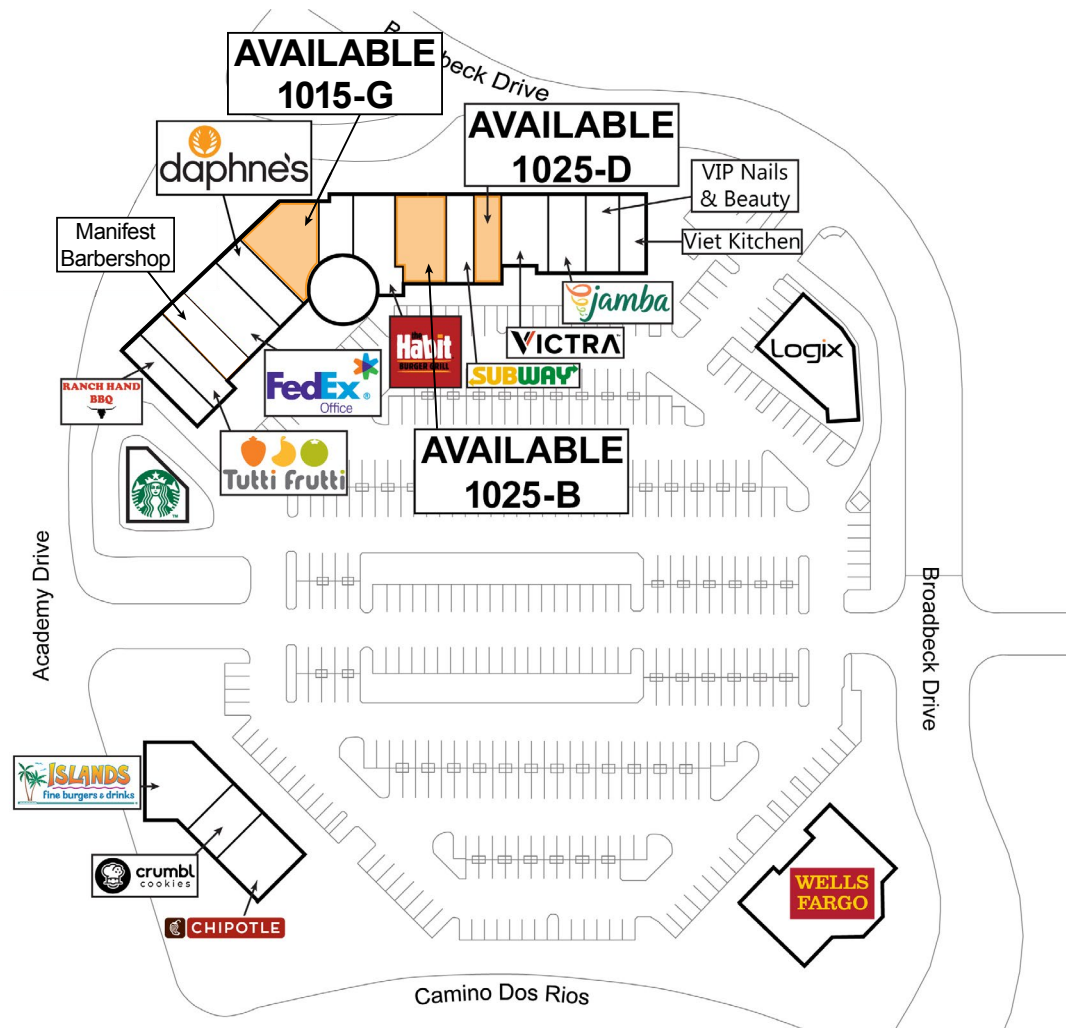 Broadbeck Drive
AVAILABLE
1015-G
AVAILABLE
1025-D
daphne's
VIP Nails
& Beauty
Manifest
Barbershop
Viet Kitchen
jamba
the
Habit
BURGER GRILL
VICTRA
Logix
SUBWAY
RANCH HAND
BBQ
FedEx®
Office
Tutti frutti
AVAILABLE
1025-B
Academy Drive
Broadbeck Drive
ISLANDS
fine burgers & drinks
crumbl
cookies
CHIPOTLE
WELLS
FARGO
Camino Dos Rios